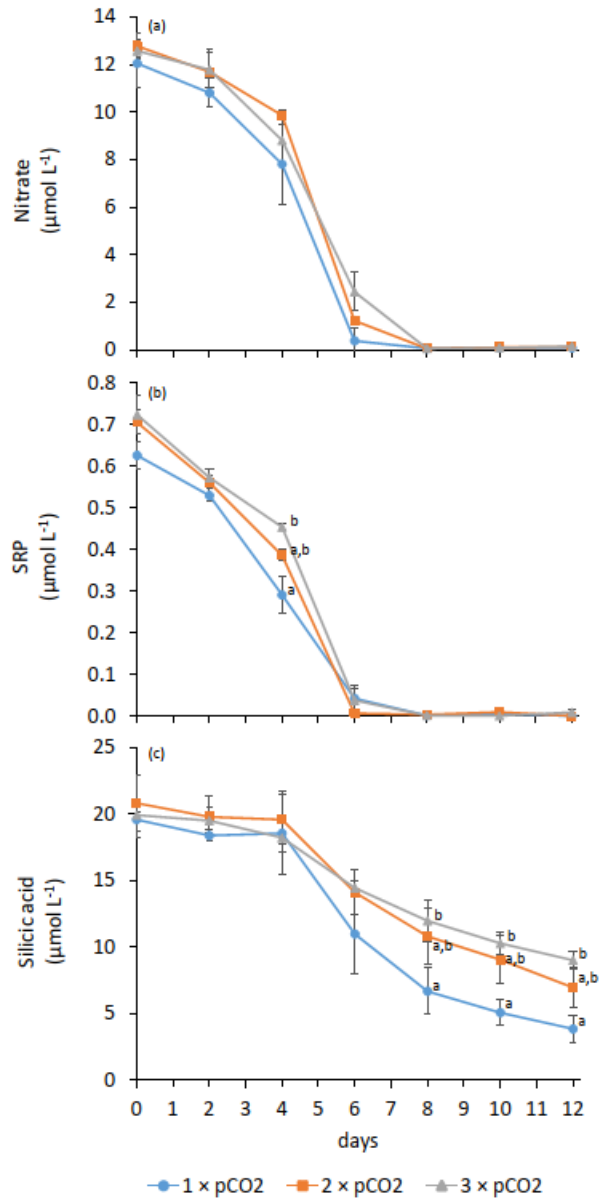 14
12
10
8
6
4
2
0
Nitrate
(µmol L-1)
(a)
0.8
0.7
0.6
0.5
0.4
0.3
0.2
0.1
0.0
SRP
(µmol L-1)
(b)
b
a,b
a
25
20
15
10
5
0
Silicic acid
(µmol L-1)
(c)
b
a,b
a
b
a,b
a
b
a,b
a
0 1 2 3 4 5 6 7 8 9 10 11 12
days
1 × pCO2 2 × pCO2 3 × pCO2